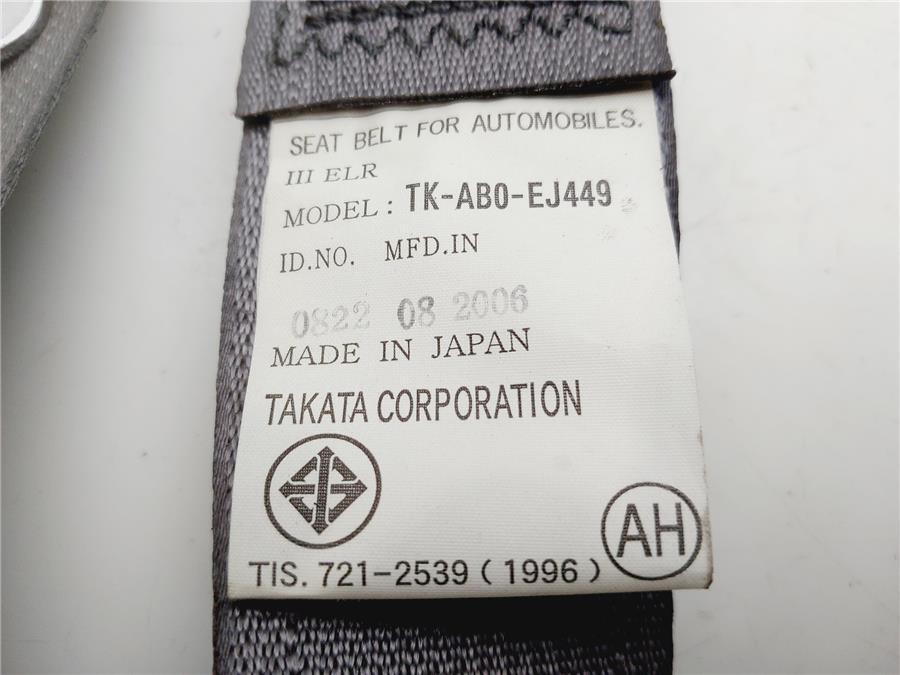 SEAT BELT FOR AUTOMOBILES.
III ELR
MODEL: TK-AB0-EJ449
ID.NO. MFD.IN
0822 08 2006
MADE IN JAPAN
TAKATA CORPORATION
AH
TIS. 721-2539 (1996)